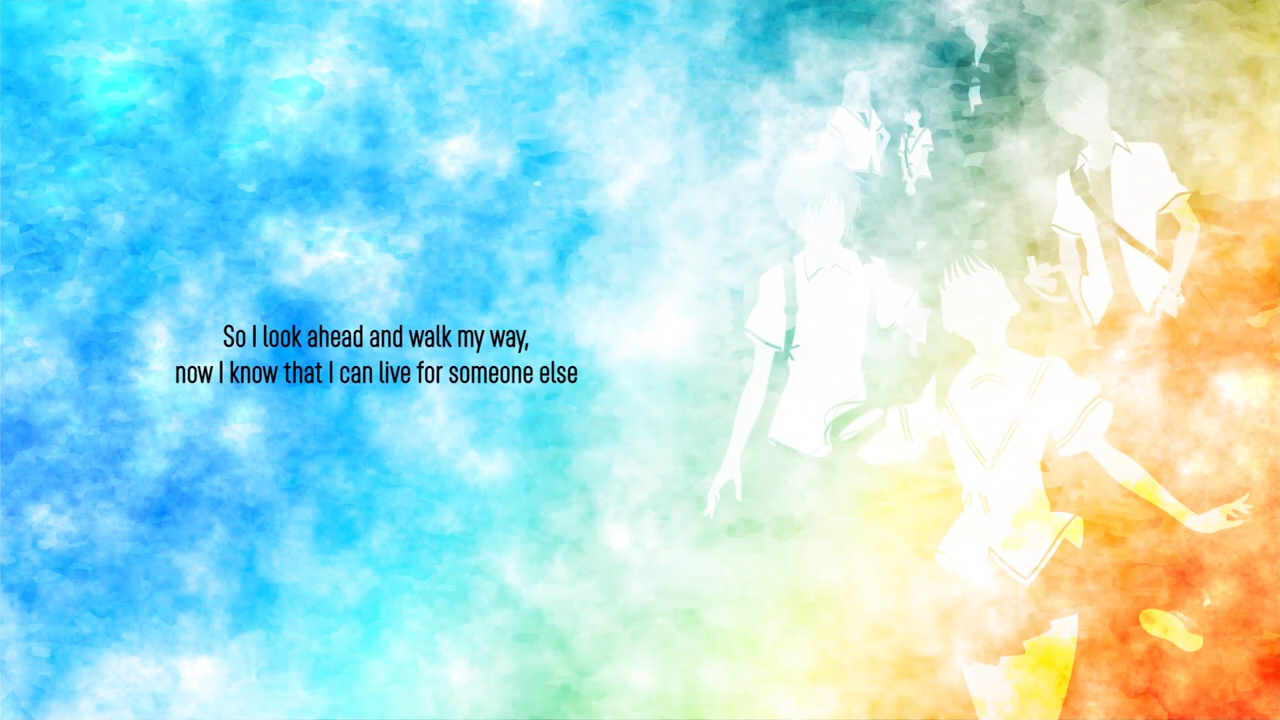 So I look ahead and walk my way,
now I know that I can live for someone else